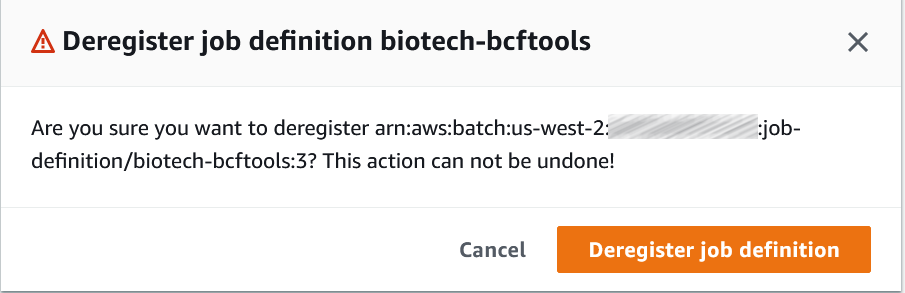 Deregister job definition biotech-bcftools
Are you sure you want to deregister arn:aws:batch:us-west-2: :job-
definition/biotech-bcftools:3? This action can not be undone!
Cancel Deregister job definition